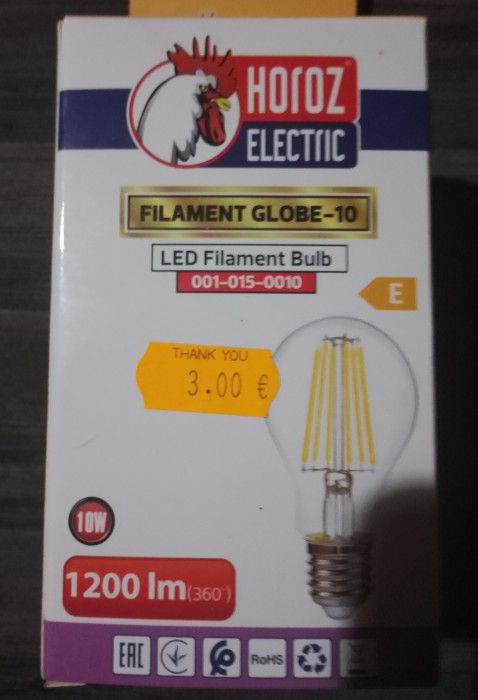 HOROZ®
ELECTRIC
FILAMENT GLOBE-10
LED Filament Bulb
001-015-0010
E
THANK YOU
3.00 €
10W
1200 lm(360°)
EAC RoHS